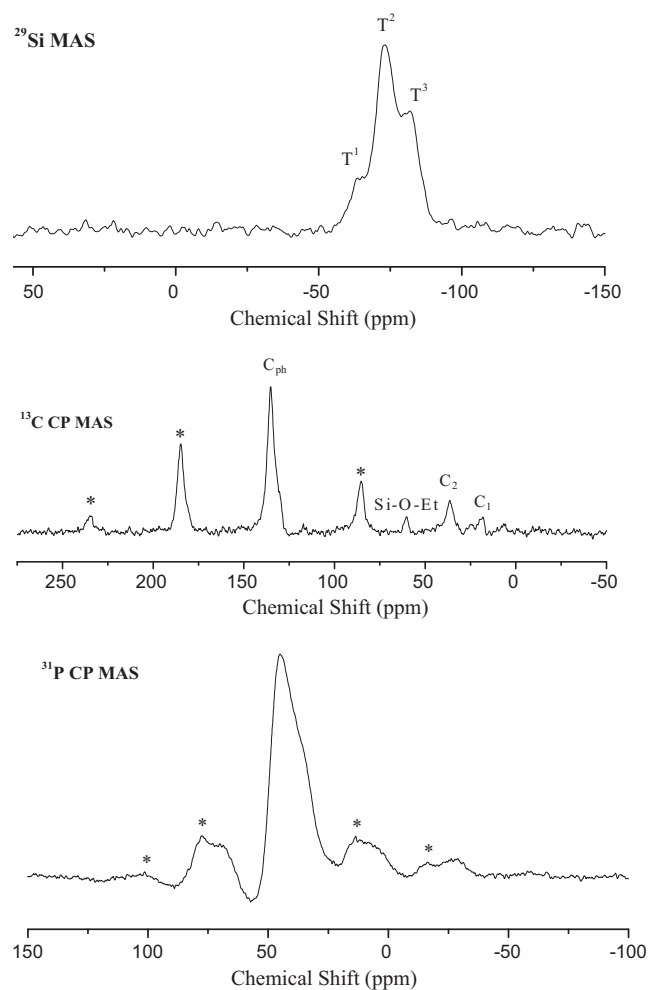 ²⁹Si MAS
T²
T³
T¹
50 0 -50 -100 -150
Chemical Shift (ppm)
C_ph
¹³C CP MAS
*
*
*
Si-O-Et
C₂
C₁
250 200 150 100 50 0 -50
Chemical Shift (ppm)
³¹P CP MAS
* * * *
150 100 50 0 -50 -100
Chemical Shift (ppm)